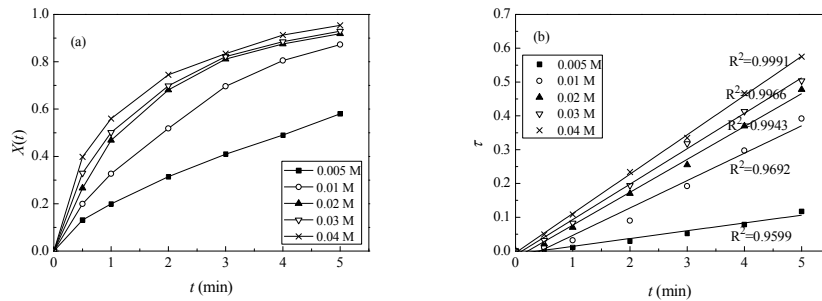 (a)
X(t)
1.0
0.8
0.6
0.4
0.2
0.0
0.005 M
0.01 M
0.02 M
0.03 M
0.04 M
0 1 2 3 4 5
t (min)
(b)
τ
0.7
0.6
0.5
0.4
0.3
0.2
0.1
0.0
0.005 M
0.01 M
0.02 M
0.03 M
0.04 M
R²=0.9991
R²=0.9966
R²=0.9943
R²=0.9692
R²=0.9599
0 1 2 3 4 5
t (min)